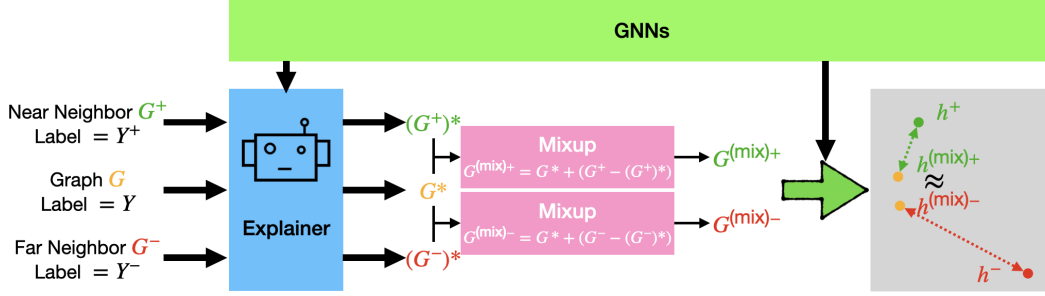 GNNs
Near Neighbor G⁺
Label = Y⁺
Graph G
Label = Y
Far Neighbor G⁻
Label = Y⁻
Explainer
(G⁺)*
G*
(G⁻)*
Mixup
G^(mix)+ = G* + (G⁺ − (G⁺)*)
Mixup
G^(mix)− = G* + (G⁻ − (G⁻)*)
G^(mix)+
G^(mix)−
h⁺
h^(mix)+
≈
h^(mix)−
h⁻